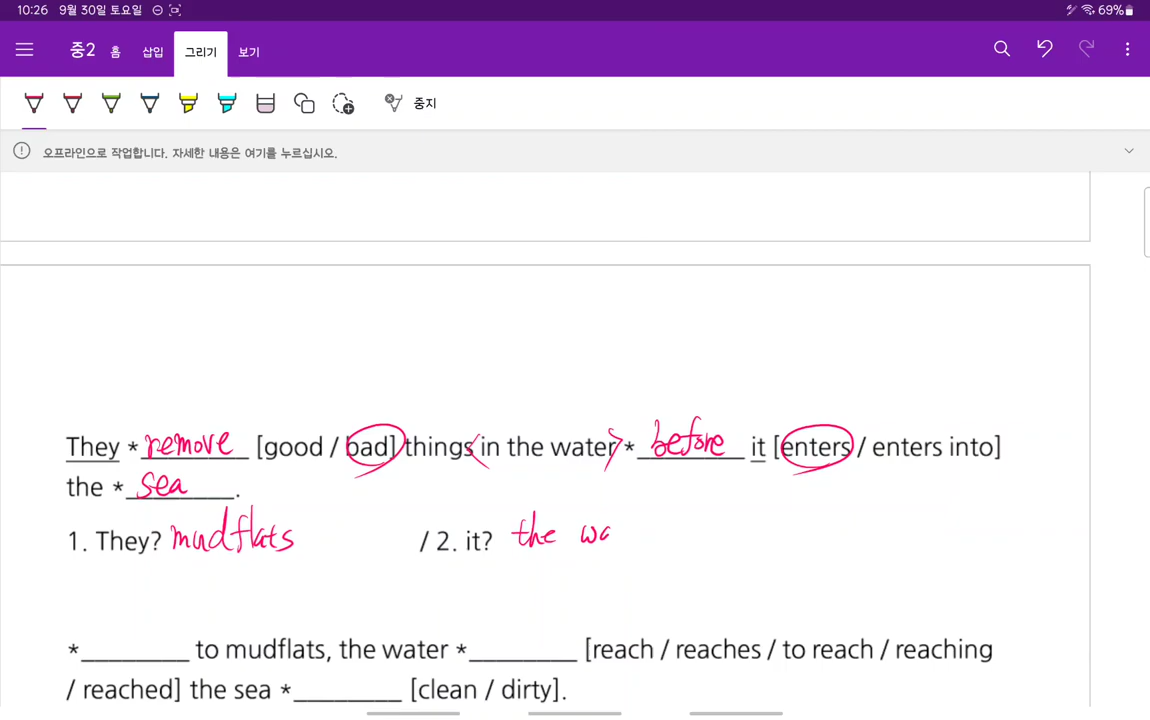 10:26 9월 30일 토요일 69%
중2 홈 삽입 그리기 보기
중지
오프라인으로 작업합니다. 자세한 내용은 여기를 누르십시오.
They *remove [good / bad] things <in the water> *before it [enters / enters into]
the *sea.
1. They? mudflats / 2. it? the wa
*________ to mudflats, the water *________ [reach / reaches / to reach / reaching
/ reached] the sea *________ [clean / dirty].